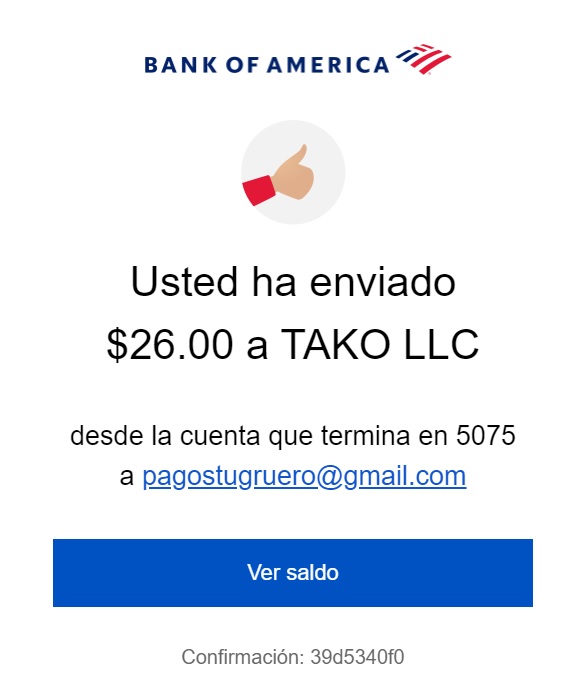 BANK OF AMERICA
Usted ha enviado
$26.00 a TAKO LLC
desde la cuenta que termina en 5075
a pagostugruero@gmail.com
Ver saldo
Confirmación: 39d5340f0